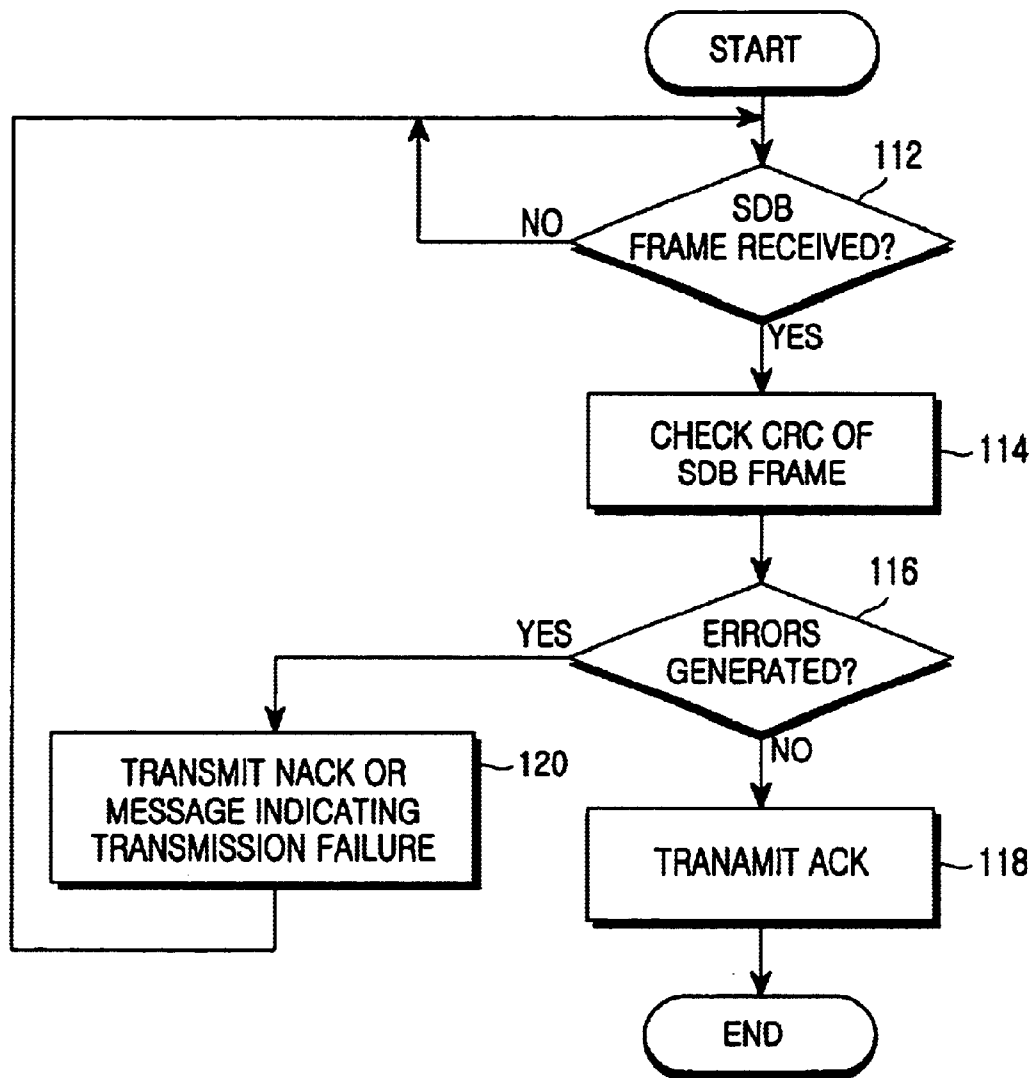 START
112
SDB
FRAME RECEIVED?
NO
YES
CHECK CRC OF
SDB FRAME
114
116
ERRORS
GENERATED?
YES
NO
TRANSMIT NACK OR
MESSAGE INDICATING
TRANSMISSION FAILURE
120
TRANAMIT ACK
118
END